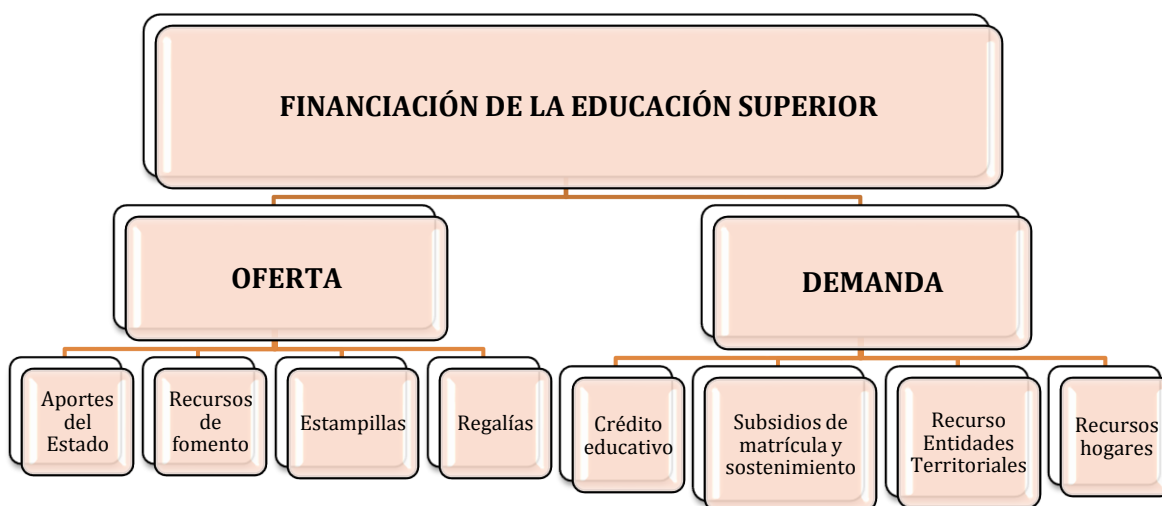 FINANCIACIÓN DE LA EDUCACIÓN SUPERIOR
OFERTA
DEMANDA
Aportes
del
Estado
Recursos
de
fomento
Estampillas
Regalías
Crédito
educativo
Subsidios de
matrícula y
sostenimiento
Recurso
Entidades
Territoriales
Recursos
hogares